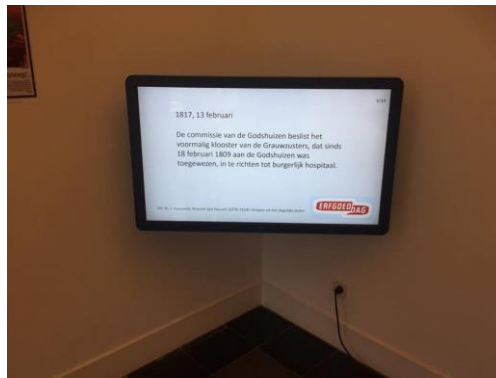 1817, 13 februari
De commissie van de Godshuizen beslist het
voormalig klooster van de Grauwzusters, dat sinds
18 februari 1809 aan de Godshuizen was
toegewezen, in te richten tot burgerlijk hospitaal.
ERFGOEDDAG